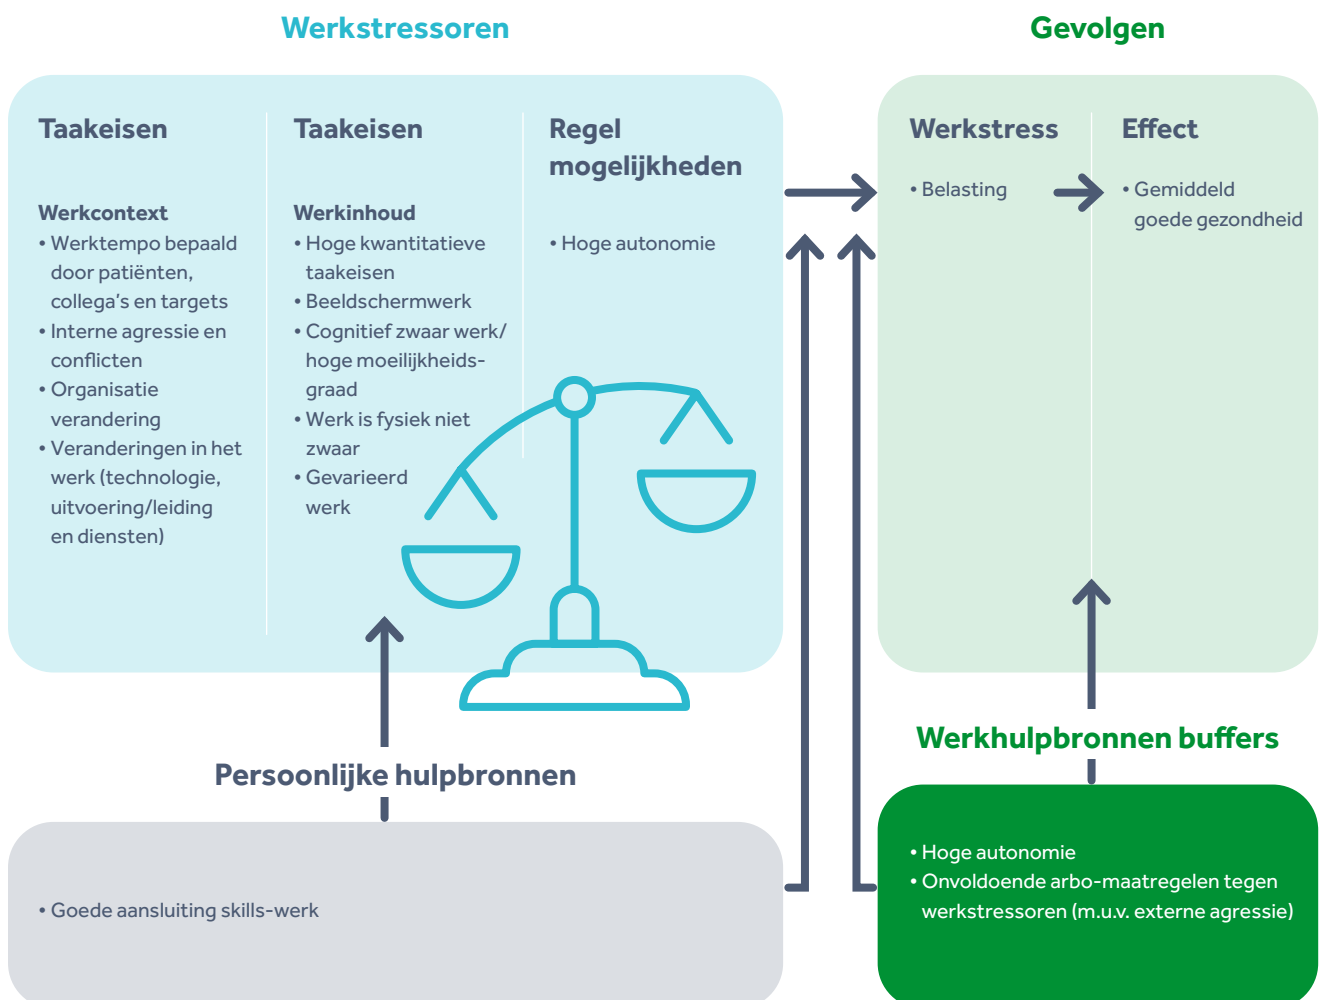 Werkstressoren
Gevolgen
Taakeisen
Werkcontext
• Werktempo bepaald
door patiënten,
collega's en targets
• Interne agressie en
conflicten
• Organisatie
verandering
• Veranderingen in het
werk (technologie,
uitvoering/leiding
en diensten)
Taakeisen
Werkinhoud
• Hoge kwantitatieve
taakeisen
• Beeldschermwerk
• Cognitief zwaar werk/
hoge moeilijkheids-
graad
• Werk is fysiek niet
zwaar
• Gevarieerd
werk
Regel
mogelijkheden
• Hoge autonomie
Werkstress
• Belasting
Effect
• Gemiddeld
goede gezondheid
Persoonlijke hulpbronnen
• Goede aansluiting skills-werk
Werkhulpbronnen buffers
• Hoge autonomie
• Onvoldoende arbo-maatregelen tegen
werkstressoren (m.u.v. externe agressie)